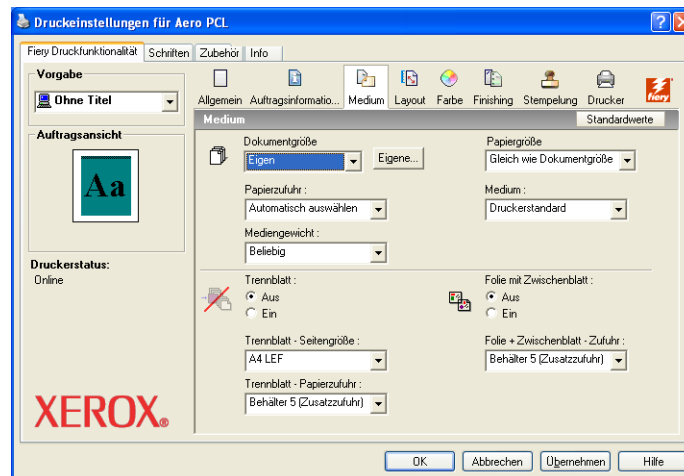 Druckeinstellungen für Aero PCL
Fiery Druckfunktionalität Schriften Zubehör Info
Vorgabe
Ohne Titel
Auftragsansicht
Aa
Druckerstatus:
Online
XEROX®
Allgemein Auftragsinformatio... Medium Layout Farbe Finishing Stempelung Drucker
fiery
Medium Standardwerte
Dokumentgröße Papiergröße
Eigen Eigene... Gleich wie Dokumentgröße
Papierzufuhr : Medium :
Automatisch auswählen Druckerstandard
Mediengewicht :
Beliebig
Trennblatt : Folie mit Zwischenblatt :
Aus Aus
Ein Ein
Trennblatt - Seitengröße : Folie + Zwischenblatt - Zufuhr :
A4 LEF Behälter 5 (Zusatzzufuhr)
Trennblatt - Papierzufuhr :
Behälter 5 (Zusatzzufuhr)
OK Abbrechen Übernehmen Hilfe